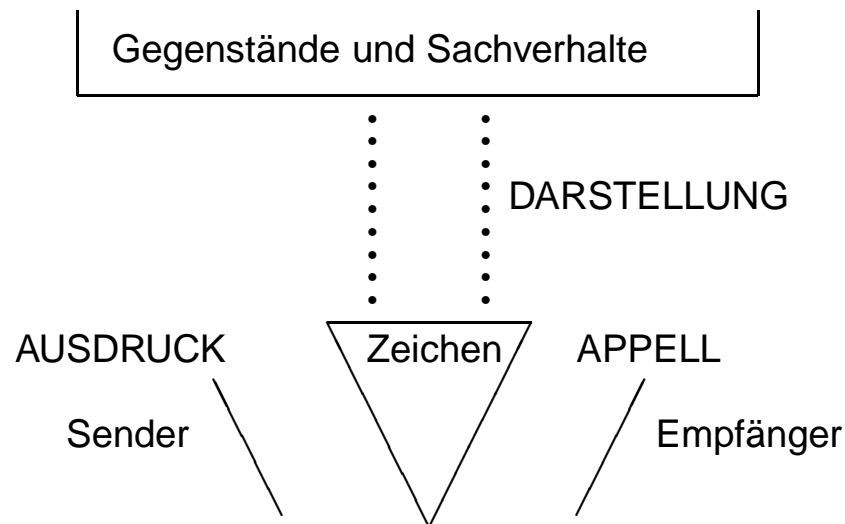 Gegenstände und Sachverhalte
DARSTELLUNG
AUSDRUCK Zeichen APPELL
Sender Empfänger